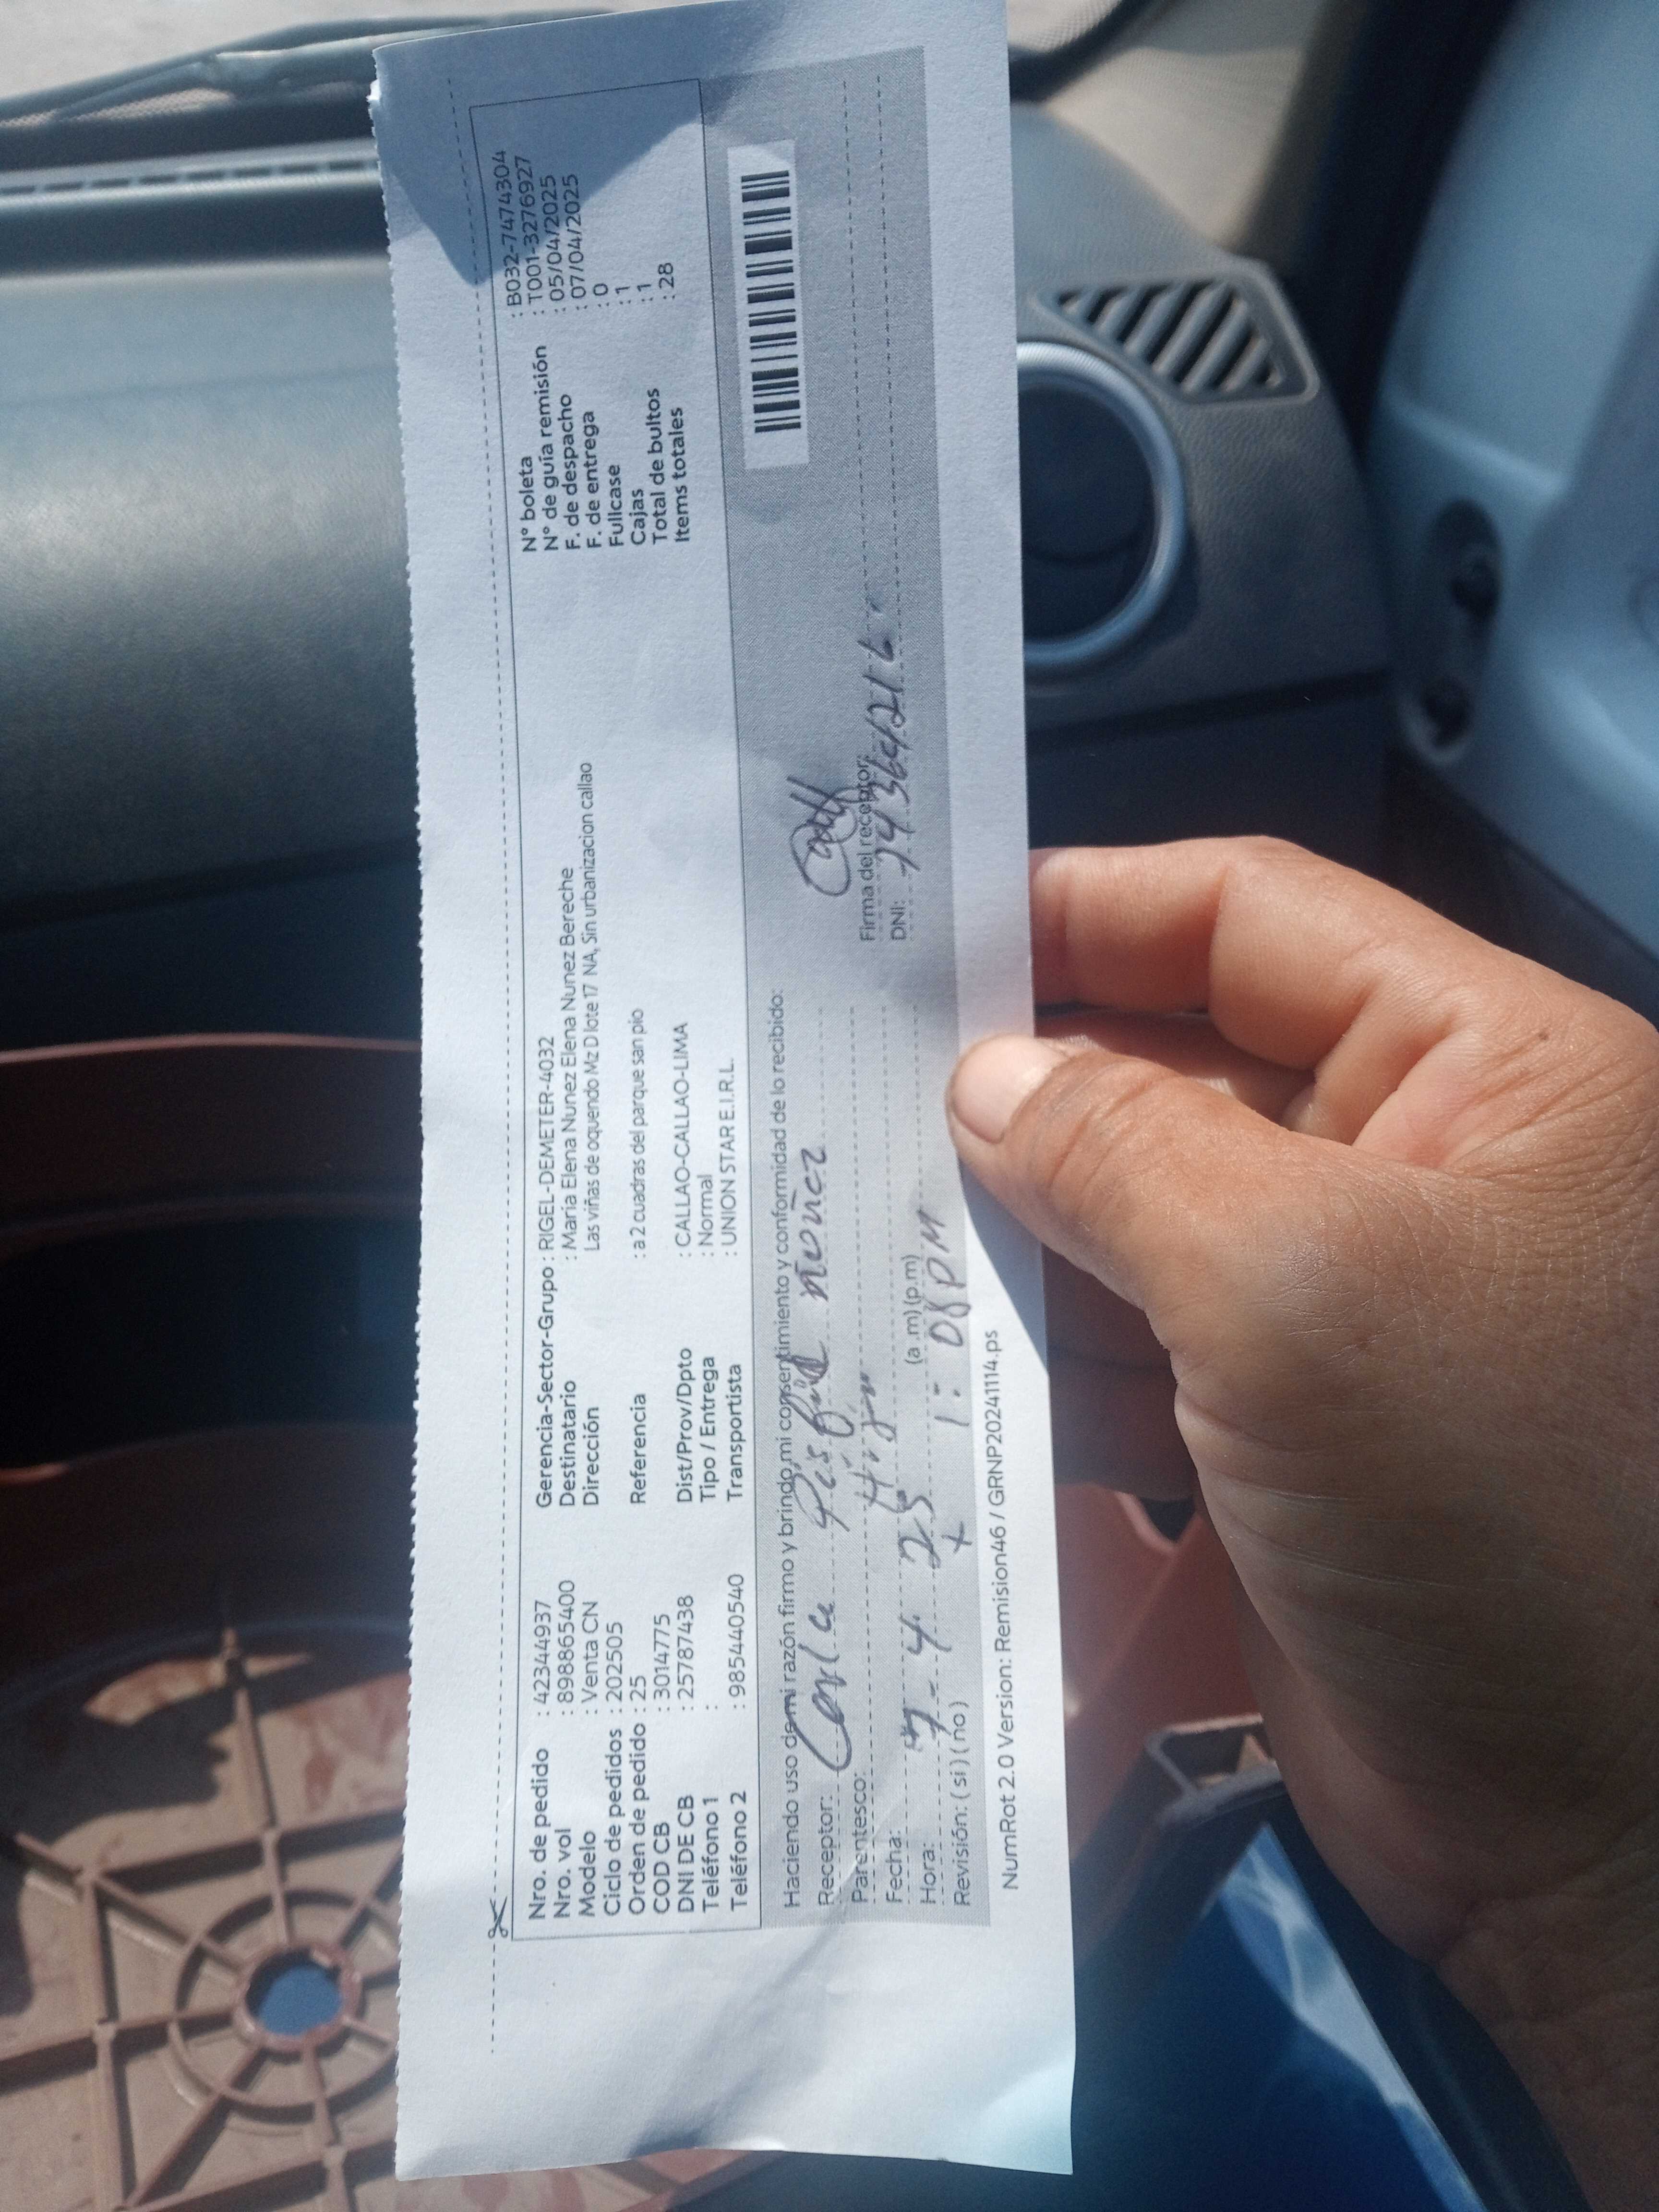 Nro. de pedido : 42344937
Nro. vol : 898865400
Modelo : Venta CN
Ciclo de pedidos : 202505
Orden de pedido : 25
COD CB : 3014775
DNI DE CB : 25787438
Teléfono 1 :
Teléfono 2 : 985440540
Gerencia-Sector-Grupo : RIGEL-DEMETER-4032
Destinatario : Maria Elena Nunez Elena Nunez Bereche
Dirección Las viñas de oquendo Mz D lote 17 NA, Sin urbanizacion callao
Referencia : a 2 cuadras del parque san pio
Dist/Prov/Dpto : CALLAO-CALLAO-LIMA
Tipo / Entrega : Normal
Transportista : UNION STAR E.I.R.L.
N° boleta : B032-7474304
N° de guía remisión : T001-3276927
F. de despacho : 05/04/2025
F. de entrega : 07/04/2025
Fullcase : 0
Cajas : 1
Total de bultos : 1
Items totales : 28
Haciendo uso de mi razón firmo y brindo mi consentimiento y conformidad de lo recibido:
Receptor: Carla ñuñez
Parentesco: Hija
Fecha: 7-4-25
Hora: 1:08 PM (a.m) (p.m)
Revisión: ( si ) ( no )
Firma del receptor:
DNI:
NumRot 2.0 Version: Remision46 / GRNP20241114.ps